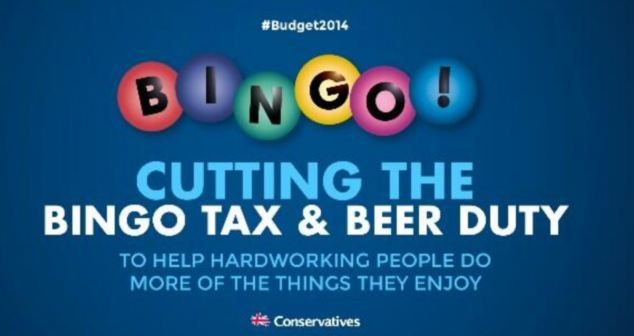 #Budget2014
BINGO!
CUTTING THE
BINGO TAX & BEER DUTY
TO HELP HARDWORKING PEOPLE DO
MORE OF THE THINGS THEY ENJOY
Conservatives